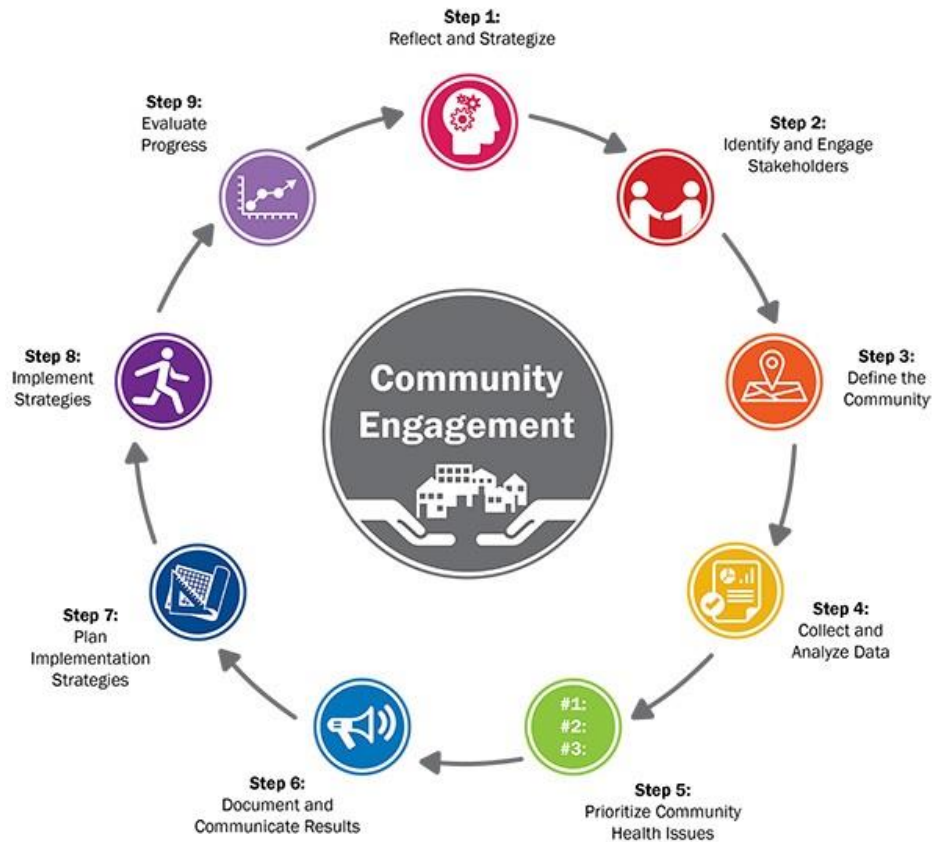 Step 1:
Reflect and Strategize
Step 2:
Identify and Engage
Stakeholders
Step 3:
Define the
Community
Step 4:
Collect and
Analyze Data
Step 5:
Prioritize Community
Health Issues
Step 6:
Document and
Communicate Results
Step 7:
Plan
Implementation
Strategies
Step 8:
Implement
Strategies
Step 9:
Evaluate
Progress
Community
Engagement
#1:
#2:
#3: